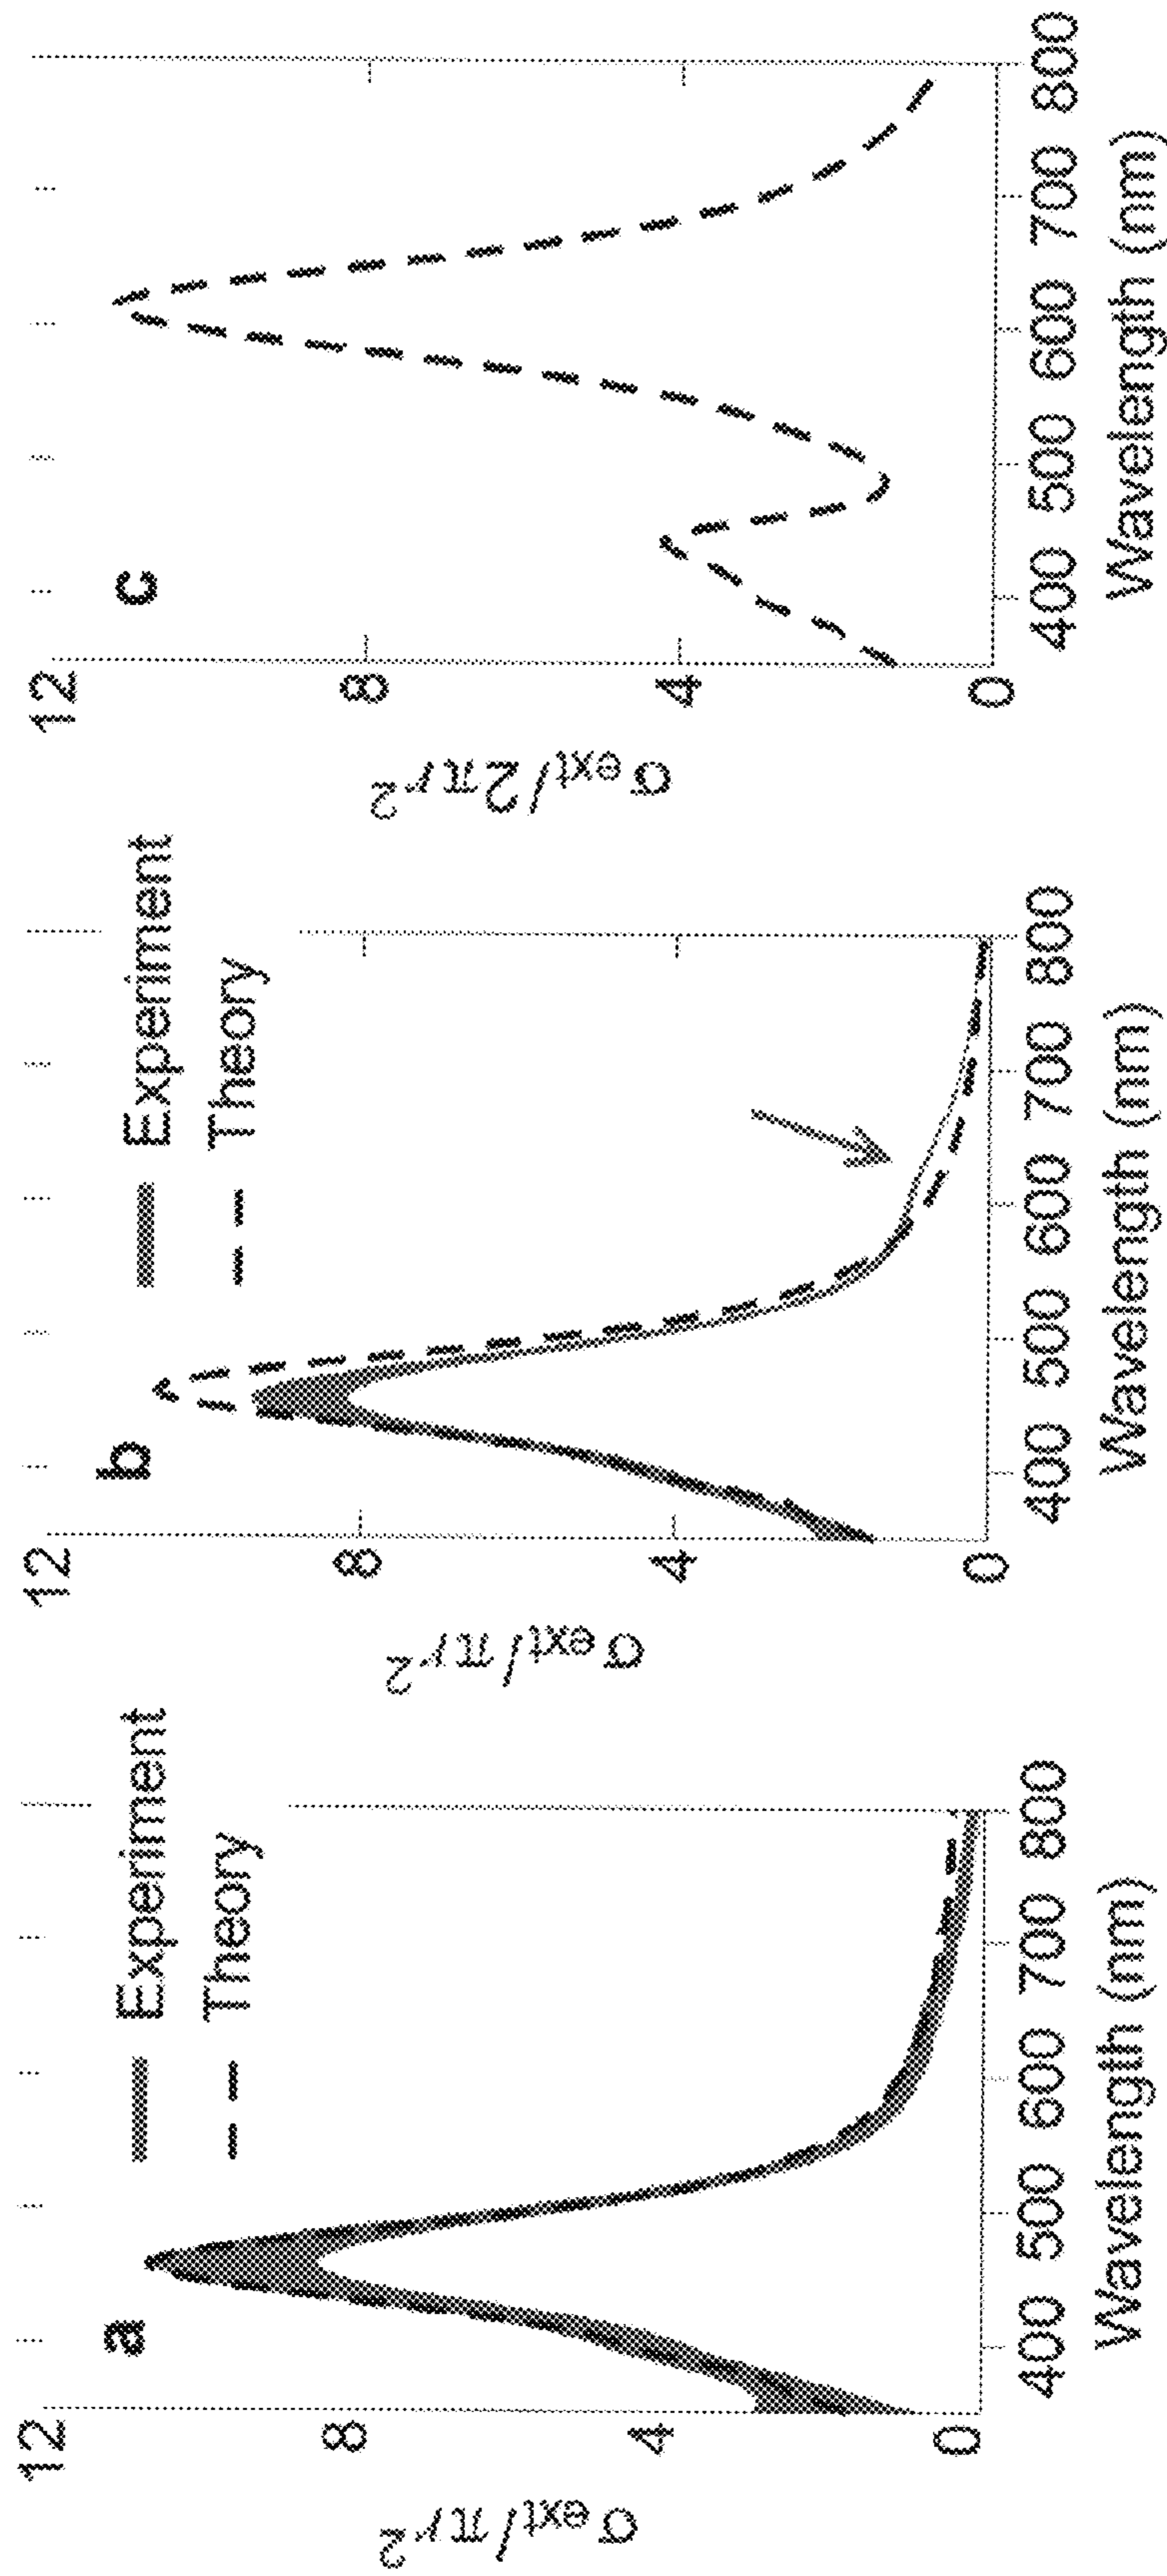 a
Experiment
Theory
12
8
4
0
σext/πr2
400 500 600 700 800
Wavelength (nm)
b
Experiment
Theory
12
8
4
0
σext/πr2
400 500 600 700 800
Wavelength (nm)
c
12
8
4
0
σext/2πr2
400 500 600 700 800
Wavelength (nm)